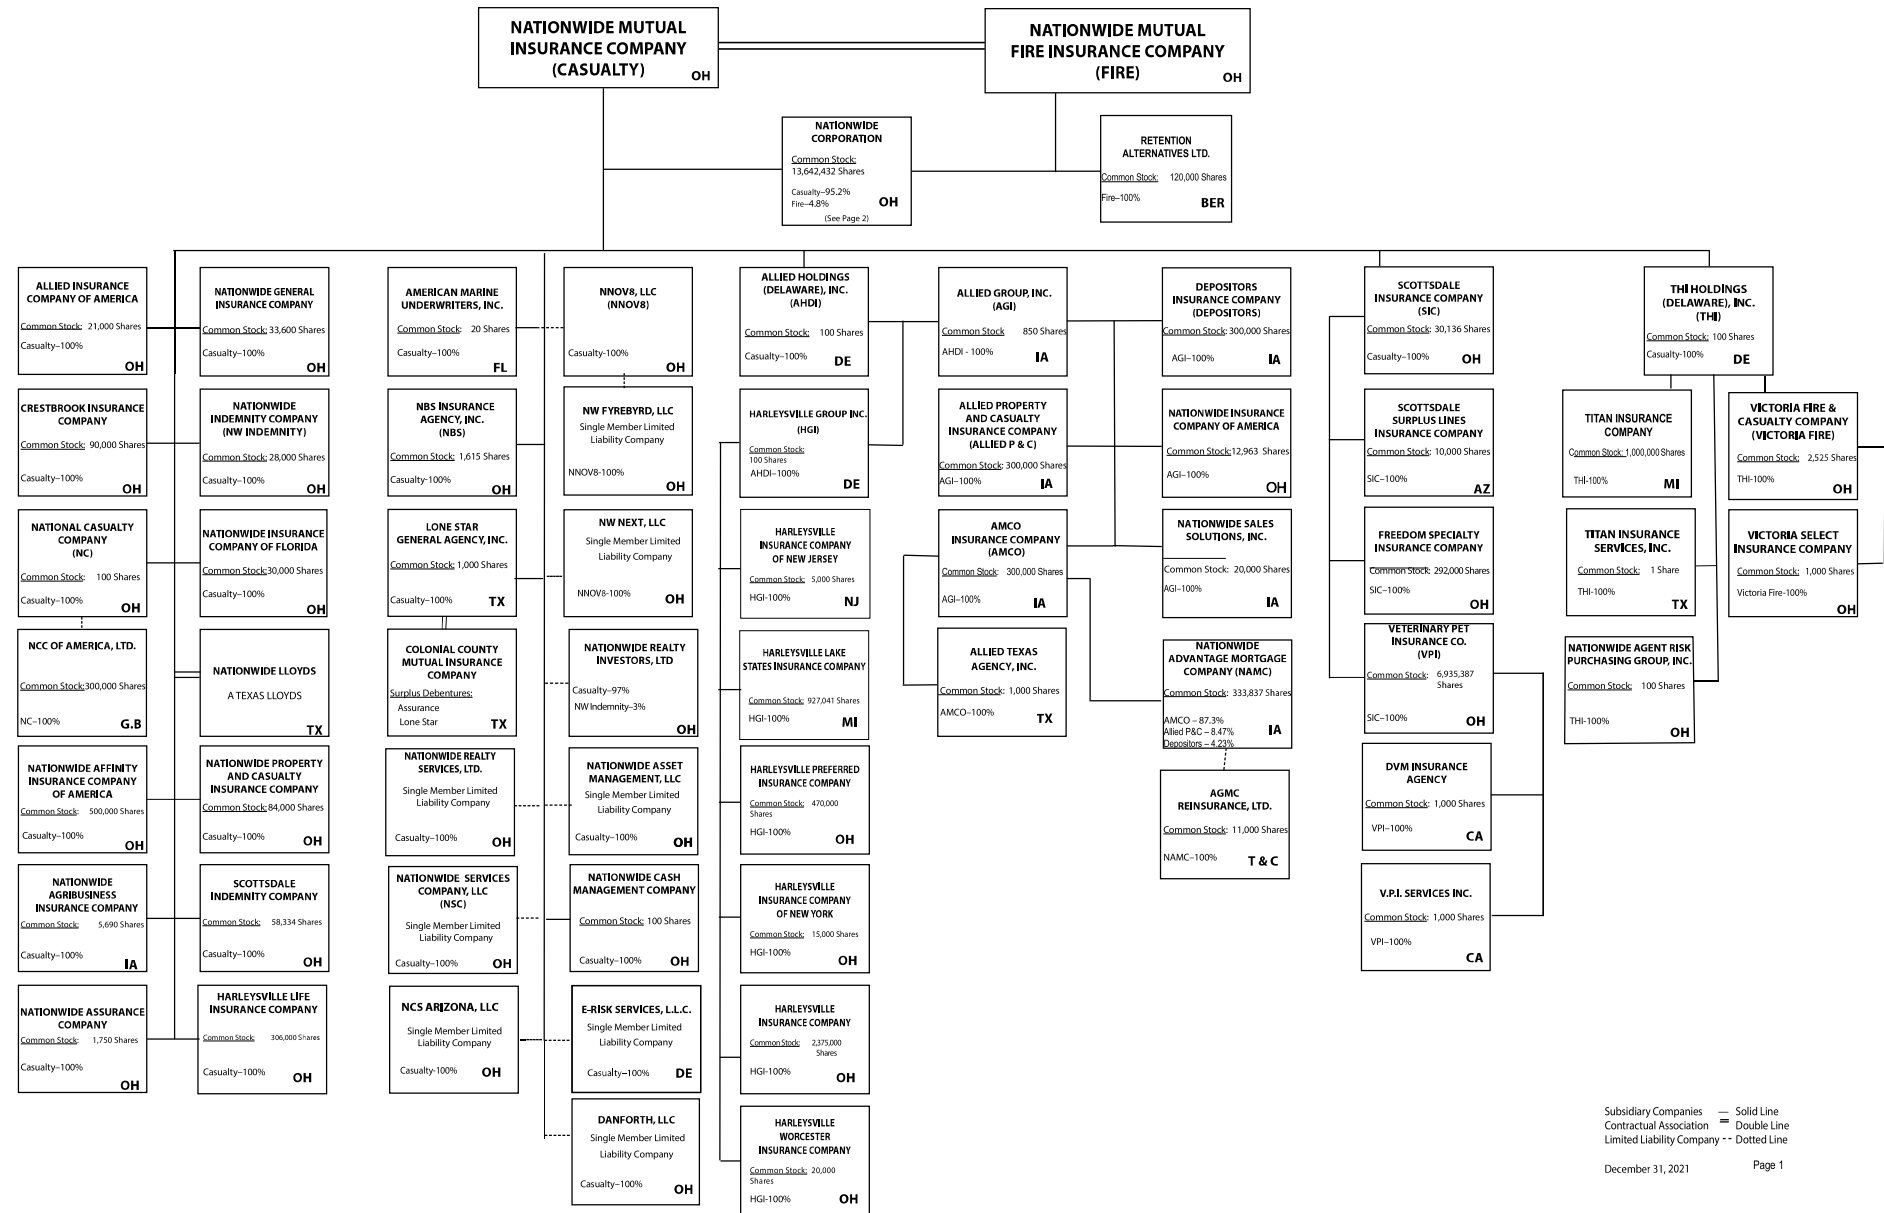 NATIONWIDE MUTUAL
INSURANCE COMPANY
(CASUALTY)
OH
NATIONWIDE MUTUAL
FIRE INSURANCE COMPANY
(FIRE)
OH
NATIONWIDE
CORPORATION
Common Stock:
13,642,432 Shares
Casualty–95.2%
Fire–4.8%
OH
(See Page 2)
RETENTION
ALTERNATIVES LTD.
Common Stock: 120,000 Shares
Fire–100%
BER
ALLIED INSURANCE
COMPANY OF AMERICA
Common Stock: 21,000 Shares
Casualty–100%
OH
CRESTBROOK INSURANCE
COMPANY
Common Stock: 90,000 Shares
Casualty–100%
OH
NATIONAL CASUALTY
COMPANY
(NC)
Common Stock: 100 Shares
Casualty–100%
OH
NCC OF AMERICA, LTD.
Common Stock:300,000 Shares
NC–100%
G.B
NATIONWIDE AFFINITY
INSURANCE COMPANY
OF AMERICA
Common Stock: 500,000 Shares
Casualty–100%
OH
NATIONWIDE
AGRIBUSINESS
INSURANCE COMPANY
Common Stock: 5,690 Shares
Casualty–100%
IA
NATIONWIDE ASSURANCE
COMPANY
Common Stock: 1,750 Shares
Casualty–100%
OH
NATIONWIDE GENERAL
INSURANCE COMPANY
Common Stock: 33,600 Shares
Casualty–100%
OH
NATIONWIDE
INDEMNITY COMPANY
(NW INDEMNITY)
Common Stock: 28,000 Shares
Casualty–100%
OH
NATIONWIDE INSURANCE
COMPANY OF FLORIDA
Common Stock:30,000 Shares
Casualty–100%
OH
NATIONWIDE LLOYDS
A TEXAS LLOYDS
TX
NATIONWIDE PROPERTY
AND CASUALTY
INSURANCE COMPANY
Common Stock:84,000 Shares
Casualty–100%
OH
SCOTTSDALE
INDEMNITY COMPANY
Common Stock: 58,334 Shares
Casualty–100%
OH
HARLEYSVILLE LIFE
INSURANCE COMPANY
Common Stock: 306,000 Shares
Casualty–100%
OH
AMERICAN MARINE
UNDERWRITERS, INC.
Common Stock: 20 Shares
Casualty–100%
FL
NBS INSURANCE
AGENCY, INC.
(NBS)
Common Stock: 1,615 Shares
Casualty-100%
OH
LONE STAR
GENERAL AGENCY, INC.
Common Stock: 1,000 Shares
Casualty–100%
TX
COLONIAL COUNTY
MUTUAL INSURANCE
COMPANY
Surplus Debentures:
Assurance
Lone Star
TX
NATIONWIDE REALTY
SERVICES, LTD.
Single Member Limited
Liability Company
Casualty–100%
OH
NATIONWIDE SERVICES
COMPANY, LLC
(NSC)
Single Member Limited
Liability Company
Casualty–100%
OH
NCS ARIZONA, LLC
Single Member Limited
Liability Company
Casualty-100%
OH
NNOV8, LLC
(NNOV8)
Casualty-100%
OH
NW FYREBYRD, LLC
Single Member Limited
Liability Company
NNOV8-100%
OH
NW NEXT, LLC
Single Member Limited
Liability Company
NNOV8-100%
OH
NATIONWIDE REALTY
INVESTORS, LTD
Casualty–97%
NW Indemnity–3%
OH
NATIONWIDE ASSET
MANAGEMENT, LLC
Single Member Limited
Liability Company
Casualty–100%
OH
NATIONWIDE CASH
MANAGEMENT COMPANY
Common Stock: 100 Shares
Casualty–100%
OH
E-RISK SERVICES, L.L.C.
Single Member Limited
Liability Company
Casualty–100%
DE
DANFORTH, LLC
Single Member Limited
Liability Company
Casualty–100%
OH
ALLIED HOLDINGS
(DELAWARE), INC.
(AHDI)
Common Stock: 100 Shares
Casualty–100%
DE
HARLEYSVILLE GROUP INC.
(HGI)
Common Stock:
100 Shares
AHDI–100%
DE
HARLEYSVILLE
INSURANCE COMPANY
OF NEW JERSEY
Common Stock: 5,000 Shares
HGI-100%
NJ
HARLEYSVILLE LAKE
STATES INSURANCE COMPANY
Common Stock: 927,041 Shares
HGI-100%
MI
HARLEYSVILLE PREFERRED
INSURANCE COMPANY
Common Stock: 470,000
Shares
HGI-100%
OH
HARLEYSVILLE
INSURANCE COMPANY
OF NEW YORK
Common Stock: 15,000 Shares
HGI-100%
OH
HARLEYSVILLE
INSURANCE COMPANY
Common Stock: 2,375,000
Shares
HGI-100%
OH
HARLEYSVILLE
WORCESTER
INSURANCE COMPANY
Common Stock: 20,000
Shares
HGI-100%
OH
ALLIED GROUP, INC.
(AGI)
Common Stock 850 Shares
AHDI - 100%
IA
ALLIED PROPERTY
AND CASUALTY
INSURANCE COMPANY
(ALLIED P & C)
Common Stock: 300,000 Shares
AGI–100%
IA
AMCO
INSURANCE COMPANY
(AMCO)
Common Stock: 300,000 Shares
AGI–100%
IA
ALLIED TEXAS
AGENCY, INC.
Common Stock: 1,000 Shares
AMCO–100%
TX
DEPOSITORS
INSURANCE COMPANY
(DEPOSITORS)
Common Stock: 300,000 Shares
AGI–100%
IA
NATIONWIDE INSURANCE
COMPANY OF AMERICA
Common Stock:12,963 Shares
AGI–100%
OH
NATIONWIDE SALES
SOLUTIONS, INC.
Common Stock: 20,000 Shares
AGI–100%
IA
NATIONWIDE
ADVANTAGE MORTGAGE
COMPANY (NAMC)
Common Stock: 333,837 Shares
AMCO – 87.3%
Allied P&C – 8.47%
Depositors – 4.23%
IA
AGMC
REINSURANCE, LTD.
Common Stock: 11,000 Shares
NAMC–100%
T & C
SCOTTSDALE
INSURANCE COMPANY
(SIC)
Common Stock: 30,136 Shares
Casualty–100%
OH
SCOTTSDALE
SURPLUS LINES
INSURANCE COMPANY
Common Stock: 10,000 Shares
SIC–100%
AZ
FREEDOM SPECIALTY
INSURANCE COMPANY
Common Stock: 292,000 Shares
SIC–100%
OH
VETERINARY PET
INSURANCE CO.
(VPI)
Common Stock: 6,935,387
Shares
SIC–100%
OH
DVM INSURANCE
AGENCY
Common Stock: 1,000 Shares
VPI–100%
CA
V.P.I. SERVICES INC.
Common Stock: 1,000 Shares
VPI–100%
CA
THI HOLDINGS
(DELAWARE), INC.
(THI)
Common Stock: 100 Shares
Casualty-100%
DE
TITAN INSURANCE
COMPANY
Common Stock: 1,000,000 Shares
THI-100%
MI
TITAN INSURANCE
SERVICES, INC.
Common Stock: 1 Share
THI-100%
TX
NATIONWIDE AGENT RISK
PURCHASING GROUP, INC.
Common Stock: 100 Shares
THI-100%
OH
VICTORIA FIRE &
CASUALTY COMPANY
(VICTORIA FIRE)
Common Stock: 2,525 Shares
THI-100%
OH
VICTORIA SELECT
INSURANCE COMPANY
Common Stock: 1,000 Shares
Victoria Fire-100%
OH
Subsidiary Companies — Solid Line
Contractual Association = Double Line
Limited Liability Company -- Dotted Line
December 31, 2021
Page 1